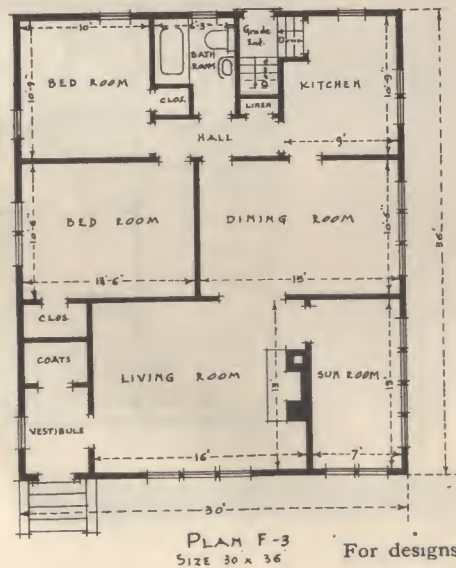 10'
6'-3"
Grade
Ent.
BATH
ROOM
D
BED ROOM
10'-9"
KITCHEN
10'-9"
CLOS.
LINEN
D
HALL
9'
BED ROOM
DINING ROOM
10'-6"
10'-6"
36'
13'-6"
15'
CLOS.
COATS
LIVING ROOM
13'
SUN ROOM
13'
VESTIBULE
16'
7'
30'
PLAN F-3
SIZE 30 x 36
For designs